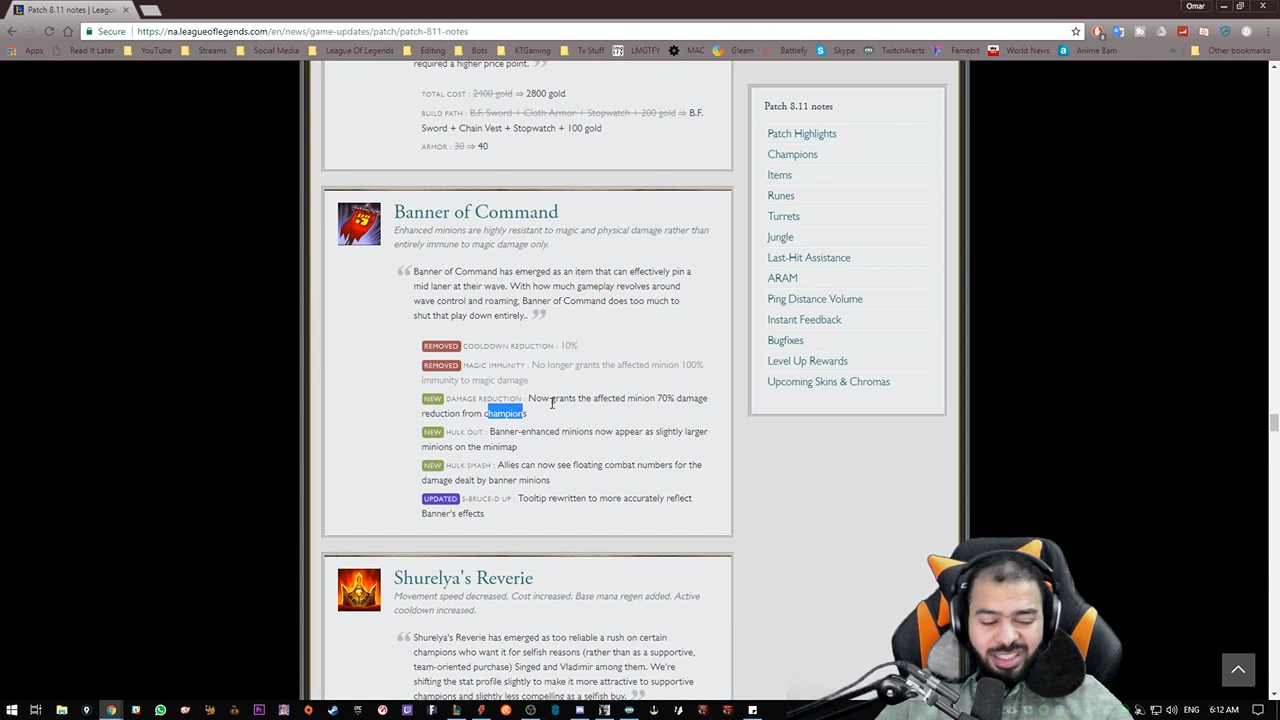 Patch 8.11 notes | Leagu
Omar
Secure https://na.leagueoflegends.com/en/news/game-updates/patch/patch-811-notes
Apps Read It Later YouTube Streams Social Media League Of Legends Editing Bots KTGaming Tv Stuff LMGTFY MAC Gleam Battlefy Skype TwitchAlerts Famebit World News Anime Bam Other bookmarks
required a higher price point.
TOTAL COST : 2400 gold ⇒ 2800 gold
BUILD PATH : B.F. Sword + Cloth Armor + Stopwatch + 200 gold ⇒ B.F.
Sword + Chain Vest + Stopwatch + 100 gold
ARMOR : 30 ⇒ 40
Banner of Command
Enhanced minions are highly resistant to magic and physical damage rather than
entirely immune to magic damage only.
Banner of Command has emerged as an item that can effectively pin a
mid laner at their wave. With how much gameplay revolves around
wave control and roaming, Banner of Command does too much to
shut that play down entirely..
REMOVED COOLDOWN REDUCTION : 10%
REMOVED MAGIC IMMUNITY : No longer grants the affected minion 100%
immunity to magic damage
NEW DAMAGE REDUCTION : Now grants the affected minion 70% damage
reduction from champions
NEW HULK OUT : Banner-enhanced minions now appear as slightly larger
minions on the minimap
NEW HULK SMASH : Allies can now see floating combat numbers for the
damage dealt by banner minions
UPDATED S-BRUCE-D UP : Tooltip rewritten to more accurately reflect
Banner's effects
Shurelya's Reverie
Movement speed decreased. Cost increased. Base mana regen added. Active
cooldown increased.
Shurelya's Reverie has emerged as too reliable a rush on certain
champions who want it for selfish reasons (rather than as a supportive,
team-oriented purchase) Singed and Vladimir among them. We're
shifting the stat profile slightly to make it more attractive to supportive
champions and slightly less compelling as a selfish buy.
Patch 8.11 notes
Patch Highlights
Champions
Items
Runes
Turrets
Jungle
Last-Hit Assistance
ARAM
Ping Distance Volume
Instant Feedback
Bugfixes
Level Up Rewards
Upcoming Skins & Chromas
ENG 6:12 AM